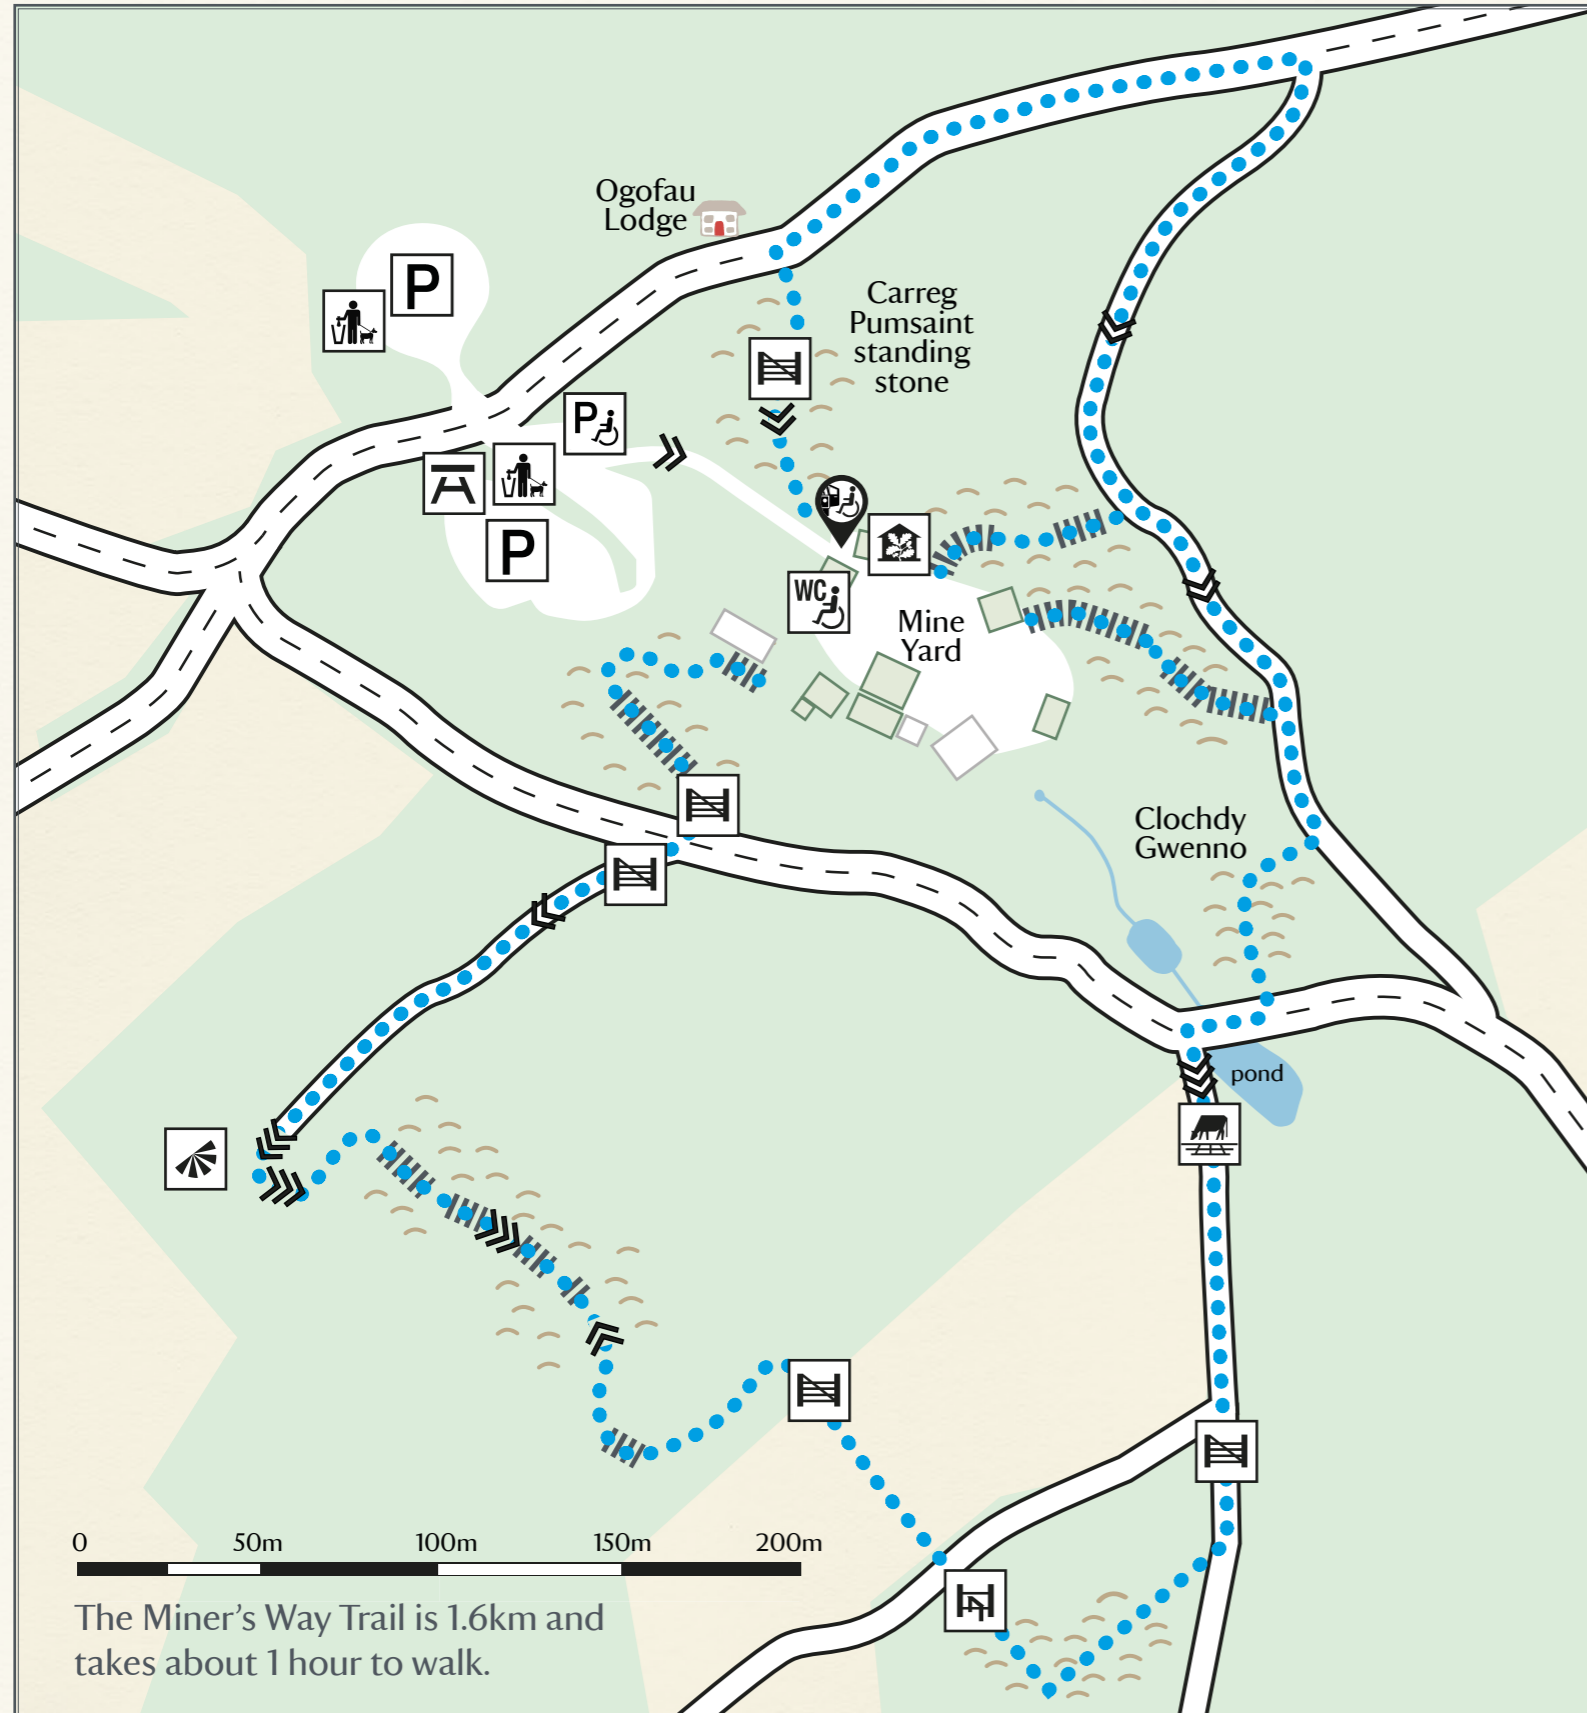 Ogofau
Lodge
Carreg
Pumsaint
standing
stone
P
P
P
WC
Mine
Yard
Clochdy
Gwenno
pond
0 50m 100m 150m 200m
The Miner’s Way Trail is 1.6km and
takes about 1 hour to walk.